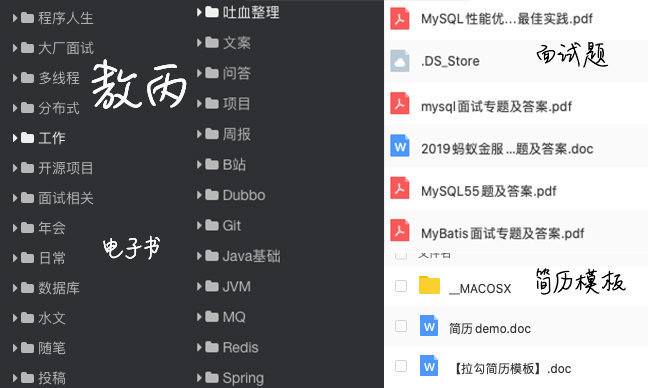 程序人生
大厂面试
多线程
分布式
工作
开源项目
面试相关
年会
日常
数据库
水文
随笔
投稿
敖丙
电子书
吐血整理
文案
问答
项目
周报
B站
Dubbo
Git
Java基础
JVM
MQ
Redis
Spring
MySQL性能优...最佳实践.pdf
.DS_Store
面试题
mysql面试专题及答案.pdf
2019蚂蚁金服...题及答案.doc
MySQL55题及答案.pdf
MyBatis面试专题及答案.pdf
文件名
__MACOSX
简历模板
简历demo.doc
【拉勾简历模板】.doc